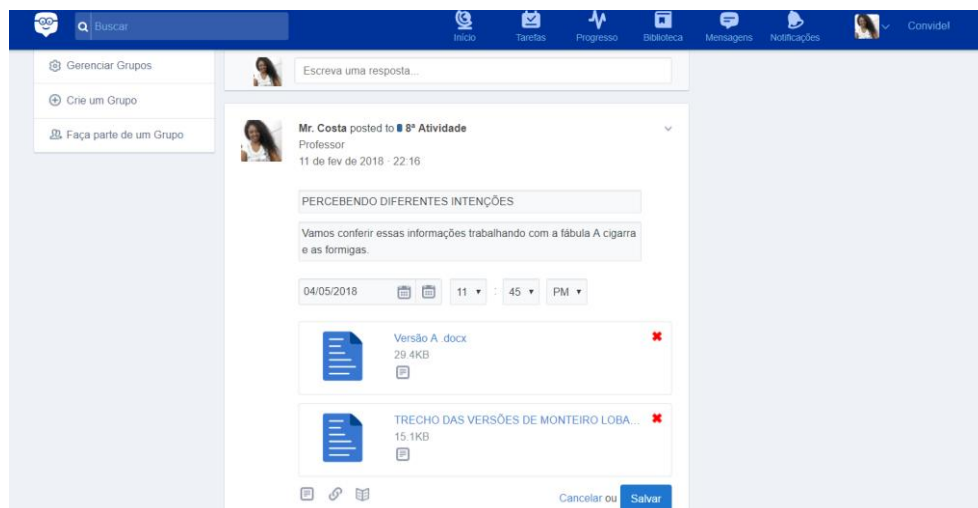 Buscar
Início
Tarefas
Progresso
Biblioteca
Mensagens
Notificações
Convide!
Gerenciar Grupos
Crie um Grupo
Faça parte de um Grupo
Escreva uma resposta...
Mr. Costa posted to 8ª Atividade
Professor
11 de fev de 2018 · 22:16
PERCEBENDO DIFERENTES INTENÇÕES
Vamos conferir essas informações trabalhando com a fábula A cigarra
e as formigas.
04/05/2018 11 : 45 PM
Versão A .docx
29.4KB
TRECHO DAS VERSÕES DE MONTEIRO LOBA...
15.1KB
Cancelar ou Salvar